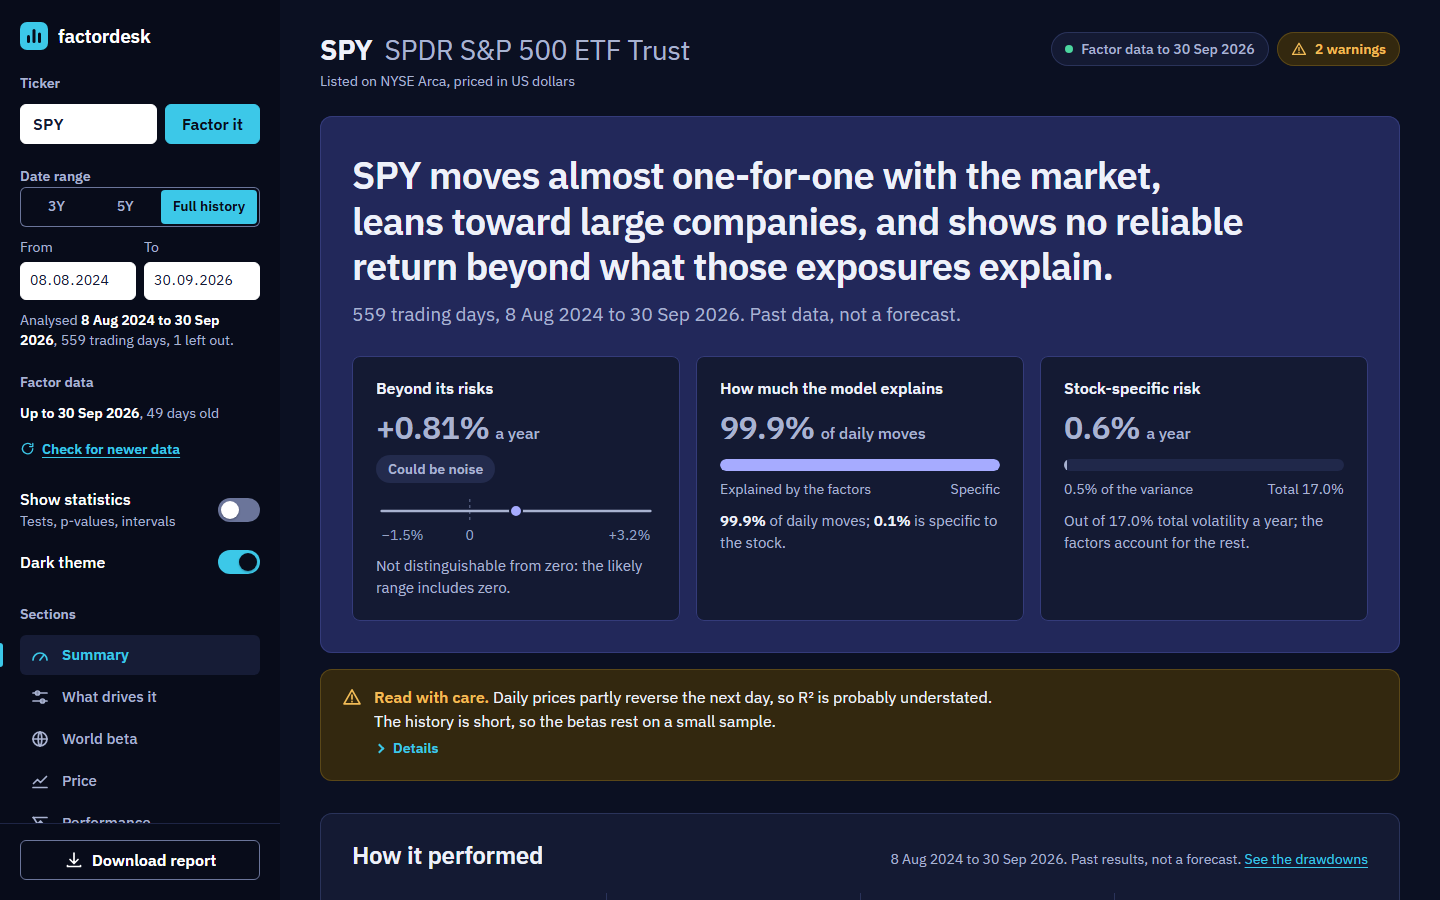 factordesk
Ticker
SPY
Factor it
Date range
3Y 5Y Full history
From To
08.08.2024 30.09.2026
Analysed 8 Aug 2024 to 30 Sep
2026, 559 trading days, 1 left out.
Factor data
Up to 30 Sep 2026, 49 days old
Check for newer data
Show statistics
Tests, p-values, intervals
Dark theme
Sections
Summary
What drives it
World beta
Price
Performance
Download report
SPY SPDR S&P 500 ETF Trust
Listed on NYSE Arca, priced in US dollars
Factor data to 30 Sep 2026
2 warnings
SPY moves almost one-for-one with the market,
leans toward large companies, and shows no reliable
return beyond what those exposures explain.
559 trading days, 8 Aug 2024 to 30 Sep 2026. Past data, not a forecast.
Beyond its risks
+0.81% a year
Could be noise
−1.5% 0 +3.2%
Not distinguishable from zero: the likely
range includes zero.
How much the model explains
99.9% of daily moves
Explained by the factors Specific
99.9% of daily moves; 0.1% is specific to
the stock.
Stock-specific risk
0.6% a year
0.5% of the variance Total 17.0%
Out of 17.0% total volatility a year; the
factors account for the rest.
Read with care. Daily prices partly reverse the next day, so R² is probably understated.
The history is short, so the betas rest on a small sample.
Details
How it performed
8 Aug 2024 to 30 Sep 2026. Past results, not a forecast. See the drawdowns